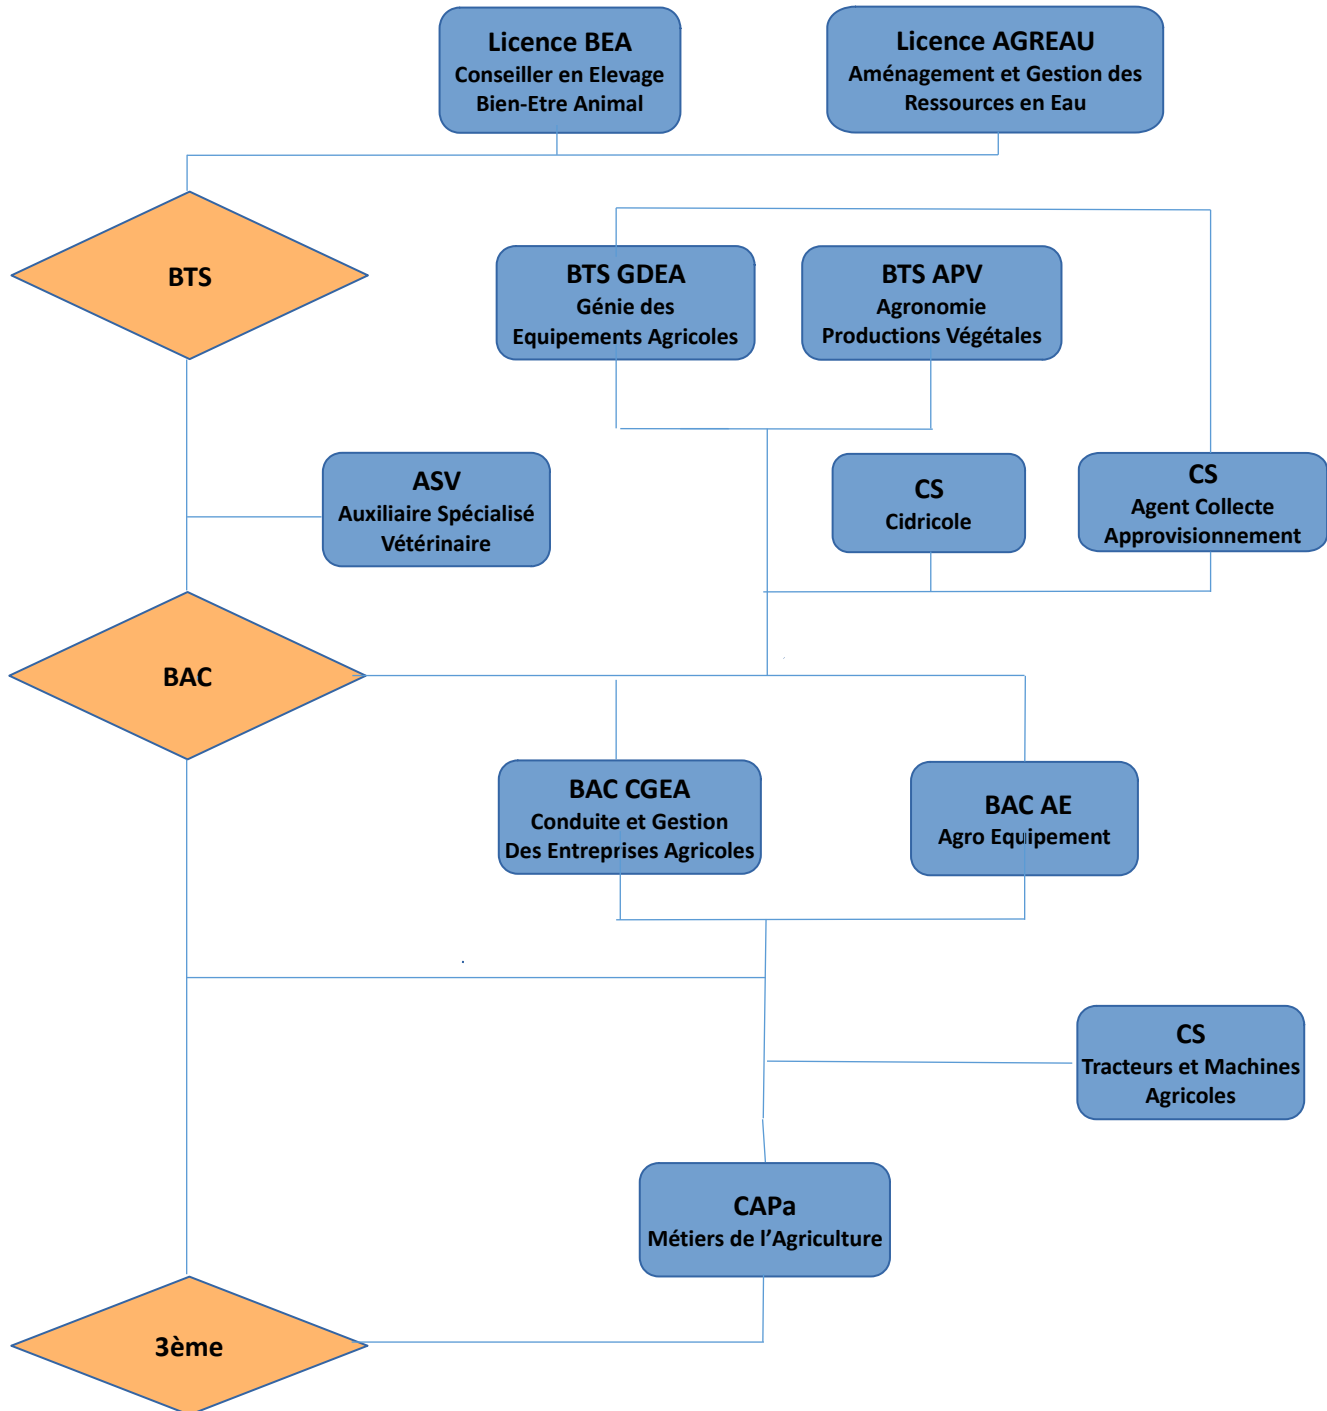 Licence BEA
Conseiller en Elevage
Bien-Etre Animal
Licence AGREAU
Aménagement et Gestion des
Ressources en Eau
BTS
BTS GDEA
Génie des
Equipements Agricoles
BTS APV
Agronomie
Productions Végétales
ASV
Auxiliaire Spécialisé
Vétérinaire
CS
Cidricole
CS
Agent Collecte
Approvisionnement
BAC
BAC CGEA
Conduite et Gestion
Des Entreprises Agricoles
BAC AE
Agro Equipement
CS
Tracteurs et Machines
Agricoles
CAPa
Métiers de l’Agriculture
3ème